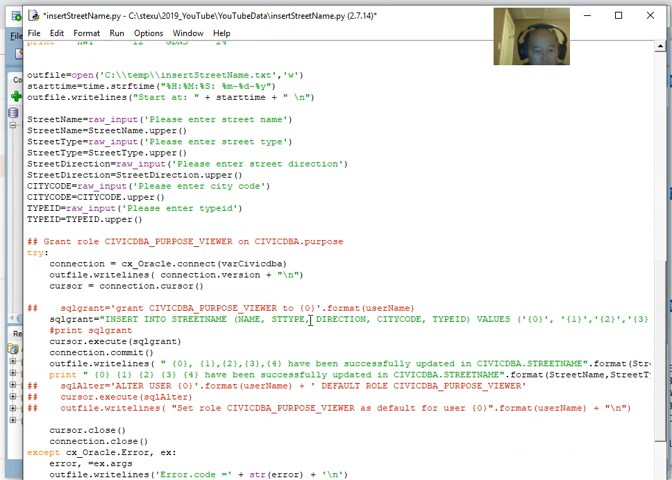 *insertStreetName.py - C:\stexu\2019_YouTube\YouTubeData\insertStreetName.py (2.7.14)*
File Edit Format Run Options Window Help
outfile=open('C:\\temp\\insertStreetName.txt','w')
starttime=time.strftime("%H:%M:%S: %m-%d-%y")
outfile.writelines("Start at: " + starttime + " \n")
StreetName=raw_input('Please enter street name')
StreetName=StreetName.upper()
StreetType=raw_input('Please enter street type')
StreetType=StreetType.upper()
StreetDirection=raw_input('Please enter street direction')
StreetDirection=StreetDirection.upper()
CITYCODE=raw_input('Please enter city code')
CITYCODE=CITYCODE.upper()
TYPEID=raw_input('Please enter typeid')
TYPEID=TYPEID.upper()
## Grant role CIVICDBA_PURPOSE_VIEWER on CIVICDBA.purpose
try:
connection = cx_Oracle.connect(varCivicdba)
outfile.writelines( connection.version + "\n")
cursor = connection.cursor()
## sqlgrant='grant CIVICDBA_PURPOSE_VIEWER to {0}'.format(userName)
sqlgrant="INSERT INTO STREETNAME (NAME, STTYPE, DIRECTION, CITYCODE, TYPEID) VALUES ('{0}', '{1}','{2}','{3}
#print sqlgrant
cursor.execute(sqlgrant)
connection.commit()
outfile.writelines( " {0}, {1},{2},{3},{4} have been successfully updated in CIVICDBA.STREETNAME".format(Str
print " {0} {1} {2} {3} {4} have been successfully updated in CIVICDBA.STREETNAME".format(StreetName,StreetTy
## sqlAlter='ALTER USER {0}'.format(userName) + ' DEFAULT ROLE CIVICDBA_PURPOSE_VIEWER'
## cursor.execute(sqlAlter)
## outfile.writelines( "Set role CIVICDBA_PURPOSE_VIEWER as default for user {0}".format(userName) + "\n")
cursor.close()
connection.close()
except cx_Oracle.Error, ex:
error, =ex.args
outfile.writelines('Error.code =' + str(error) + '\n')